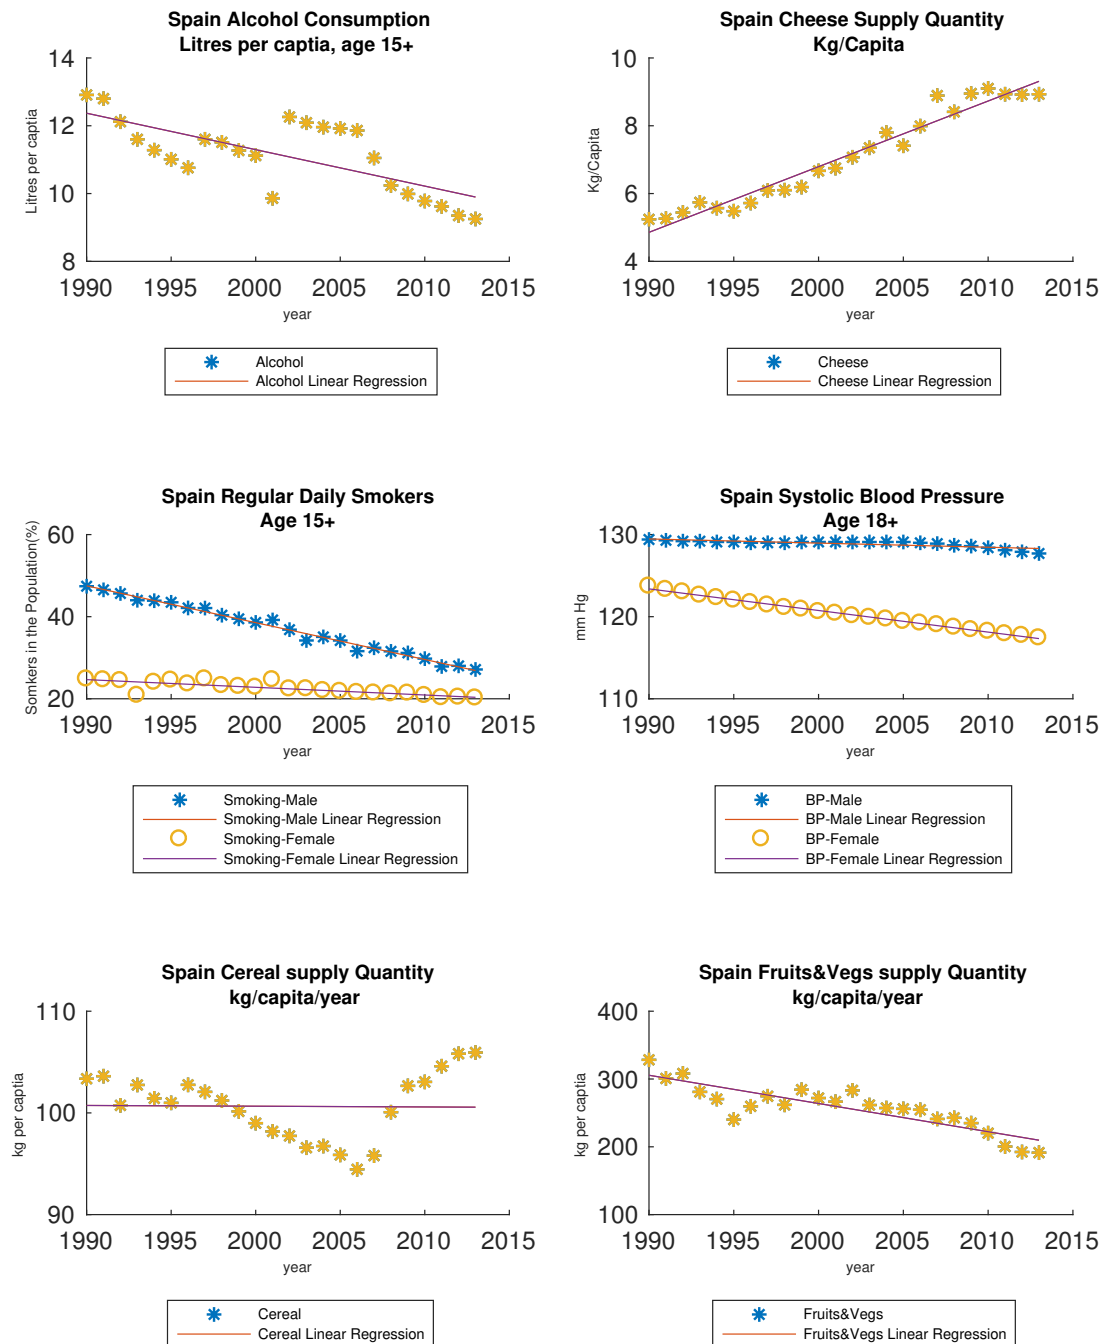 Spain Alcohol Consumption
Litres per captia, age 15+
14
12
10
8
Litres per captia
1990 1995 2000 2005 2010 2015
year
Alcohol
Alcohol Linear Regression
Spain Cheese Supply Quantity
Kg/Capita
10
8
6
4
Kg/Capita
1990 1995 2000 2005 2010 2015
year
Cheese
Cheese Linear Regression
Spain Regular Daily Smokers
Age 15+
60
40
20
Somkers in the Population(%)
1990 1995 2000 2005 2010 2015
year
Smoking-Male
Smoking-Male Linear Regression
Smoking-Female
Smoking-Female Linear Regression
Spain Systolic Blood Pressure
Age 18+
130
120
110
mm Hg
1990 1995 2000 2005 2010 2015
year
BP-Male
BP-Male Linear Regression
BP-Female
BP-Female Linear Regression
Spain Cereal supply Quantity
kg/capita/year
110
100
90
kg per captia
1990 1995 2000 2005 2010 2015
year
Cereal
Cereal Linear Regression
Spain Fruits&Vegs supply Quantity
kg/capita/year
400
300
200
100
kg per captia
1990 1995 2000 2005 2010 2015
year
Fruits&Vegs
Fruits&Vegs Linear Regression